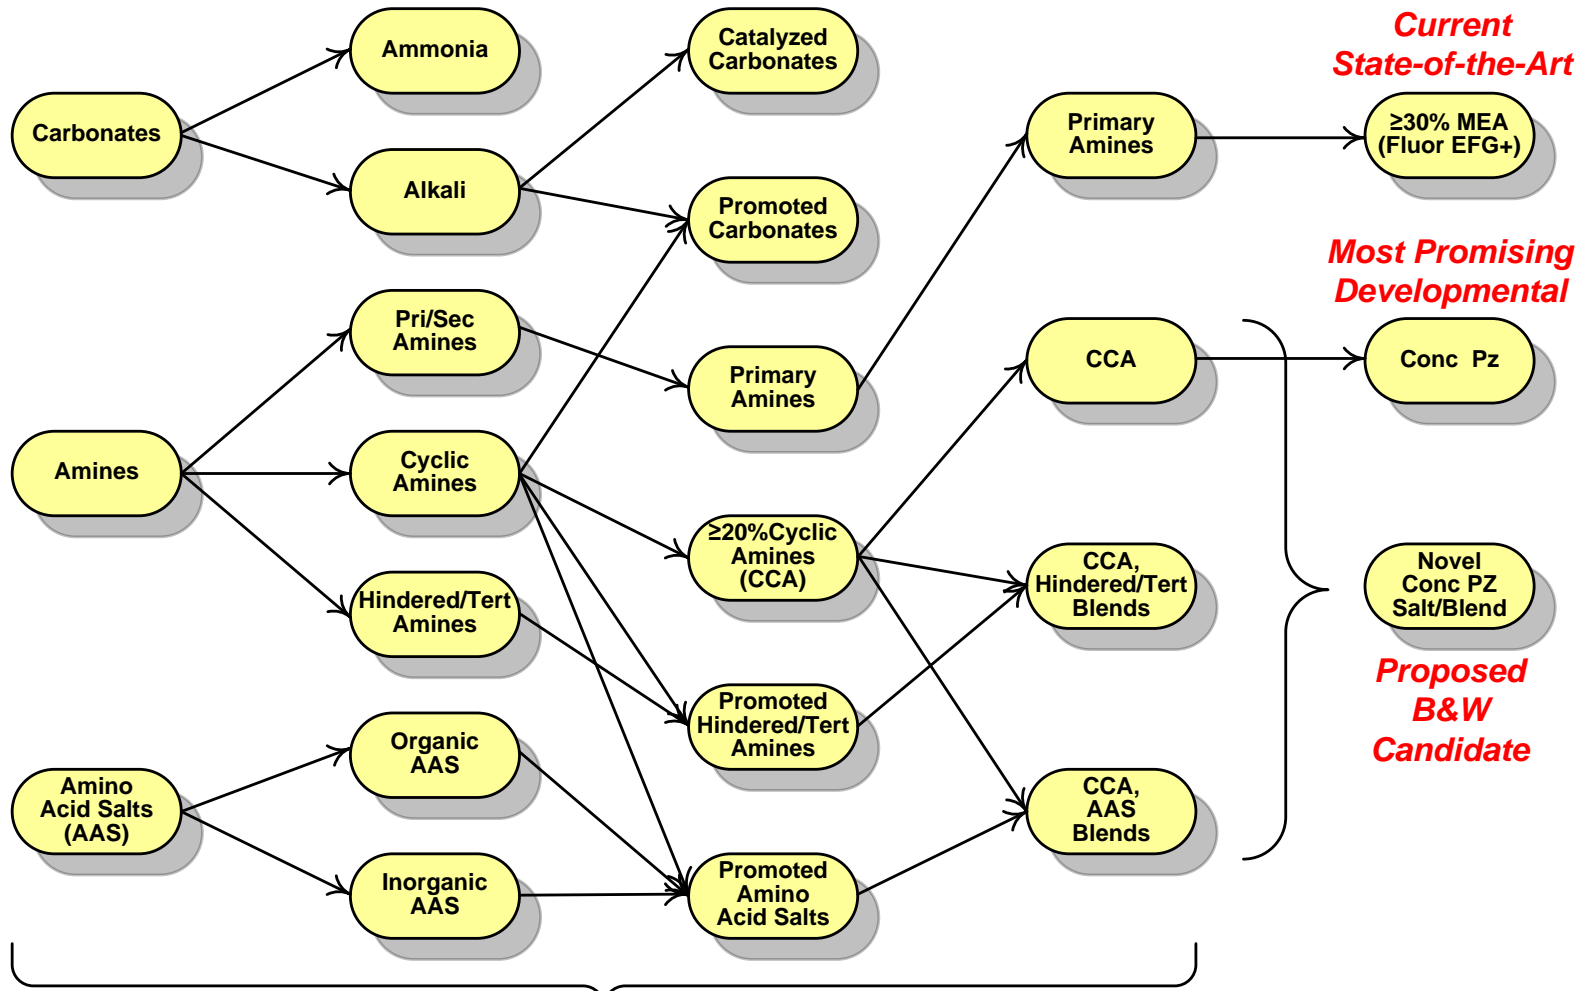 Carbonates
Amines
Amino
Acid Salts
(AAS)
Ammonia
Alkali
Pri/Sec
Amines
Cyclic
Amines
Hindered/Tert
Amines
Organic
AAS
Inorganic
AAS
Catalyzed
Carbonates
Promoted
Carbonates
Primary
Amines
≥20%Cyclic
Amines
(CCA)
Promoted
Hindered/Tert
Amines
Promoted
Amino
Acid Salts
Primary
Amines
CCA
CCA,
Hindered/Tert
Blends
CCA,
AAS
Blends
Current
State-of-the-Art
≥30% MEA
(Fluor EFG+)
Most Promising
Developmental
Conc Pz
Novel
Conc PZ
Salt/Blend
Proposed
B&W
Candidate